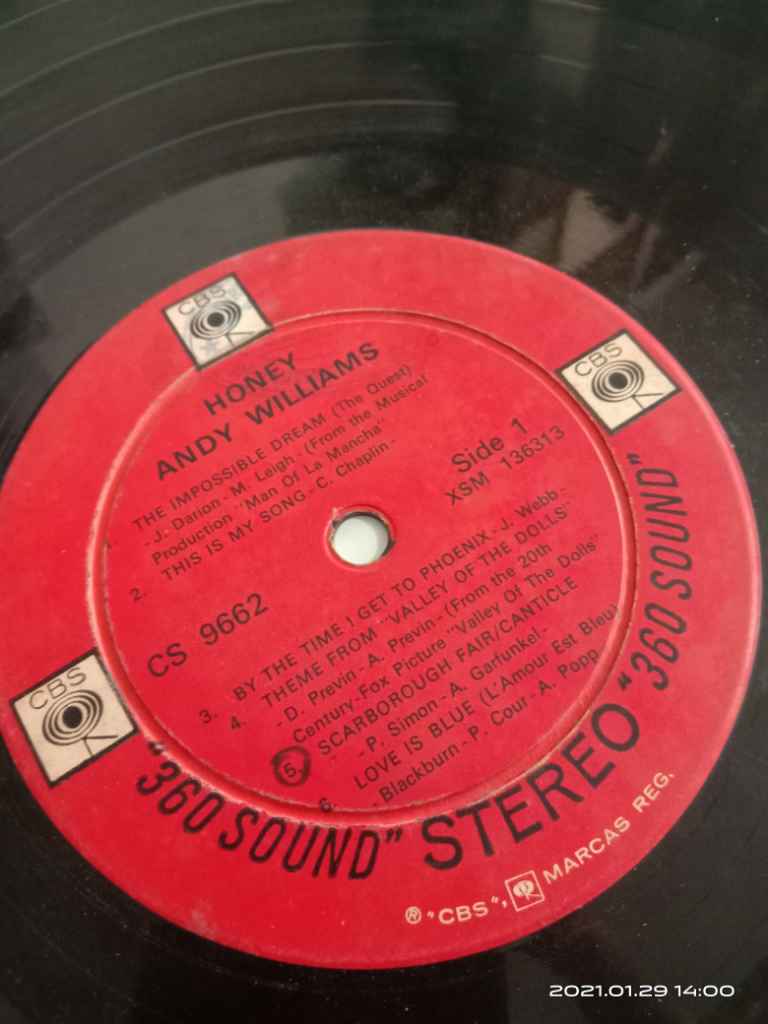 CBS
CBS
HONEY
ANDY WILLIAMS
1. THE IMPOSSIBLE DREAM (The Quest)
-J. Darion-M. Leigh-(From the Musical
Production "Man Of La Mancha"
2. THIS IS MY SONG-C. Chaplin-
Side 1
XSM 136313
CS 9662
3. BY THE TIME I GET TO PHOENIX-J. Webb-
4. THEME FROM "VALLEY OF THE DOLLS"
-D. Previn-A. Previn-(From the 20th
Century-Fox Picture "Valley Of The Dolls"
5. SCARBOROUGH FAIR/CANTICLE
-P. Simon-A. Garfunkel-
6. LOVE IS BLUE (L'Amour Est Bleu)
-Blackburn-P. Cour-A. Popp
CBS
"360 SOUND" STEREO "360 SOUND"
® "CBS", MARCAS REG.
2021.01.29 14:00